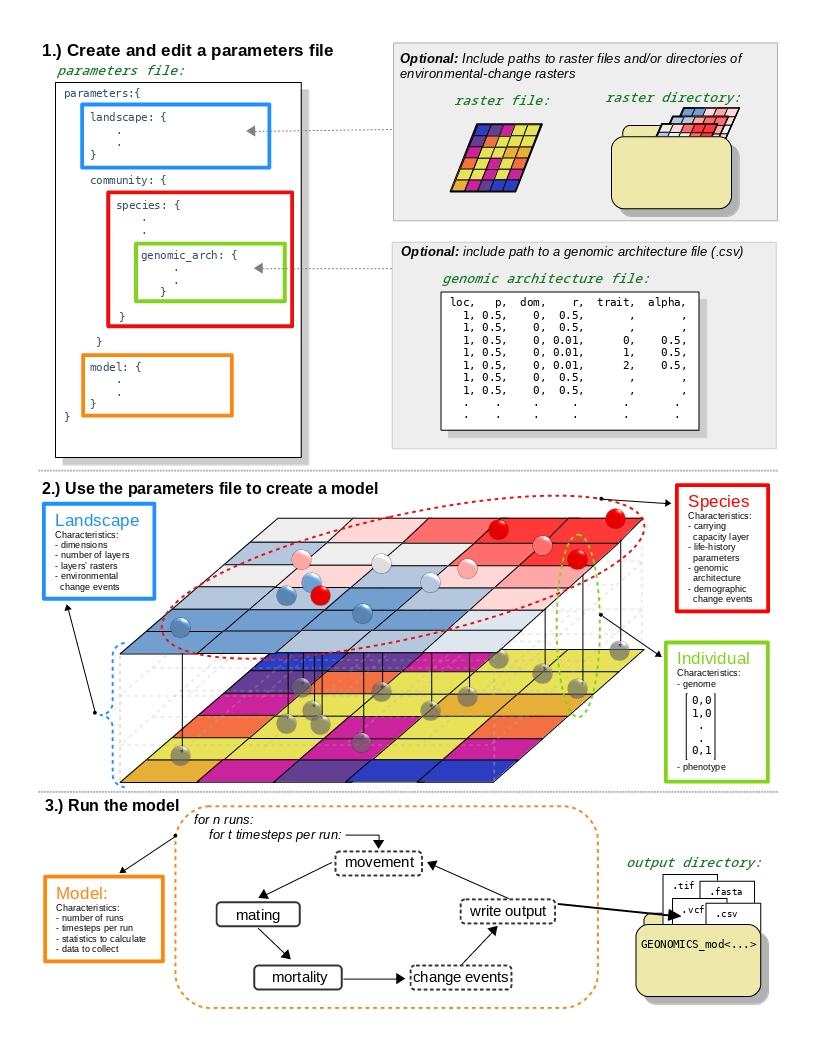 1.) Create and edit a parameters file
parameters file:
parameters:{
landscape: {
.
.
}
community: {
species: {
.
.
genomic_arch: {
.
.
}
}
}
model: {
.
.
}
}
Optional: Include paths to raster files and/or directories of
environmental-change rasters
raster file:
raster directory:
Optional: include path to a genomic architecture file (.csv)
genomic architecture file:
loc, p, dom, r, trait, alpha,
1, 0.5, 0, 0.5, , ,
1, 0.5, 0, 0.5, , ,
1, 0.5, 0, 0.01, 0, 0.5,
1, 0.5, 0, 0.01, 1, 0.5,
1, 0.5, 0, 0.01, 2, 0.5,
1, 0.5, 0, 0.5, , ,
1, 0.5, 0, 0.5, , ,
. . . . . .
. . . . . .
2.) Use the parameters file to create a model
Landscape
Characteristics:
- dimensions
- number of layers
- layers' rasters
- environmental
change events
Species
Characteristics:
- carrying
capacity layer
- life-history
parameters
- genomic
architecture
- demographic
change events
Individual
Characteristics:
- genome
0,0
1,0
.
.
0,1
- phenotype
3.) Run the model
for n runs:
for t timesteps per run:
movement
mating
mortality
change events
write output
Model:
Characteristics:
- number of runs
- timesteps per run
- statistics to calculate
- data to collect
output directory:
.tif
.fasta
.vcf
.csv
GEONOMICS_mod<...>